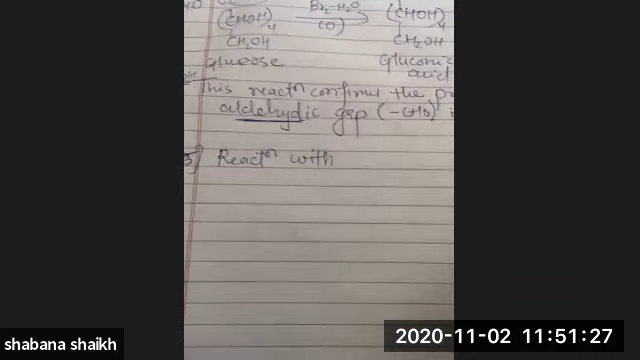 (CHOH)4 Br2-H2O (CHOH)4
CH2OH (O) CH2OH
Glucose Gluconic
acid
This reactn confirms the
aldehydic grp (-CHO)
5] Reactn with
shabana shaikh
2020-11-02 11:51:27